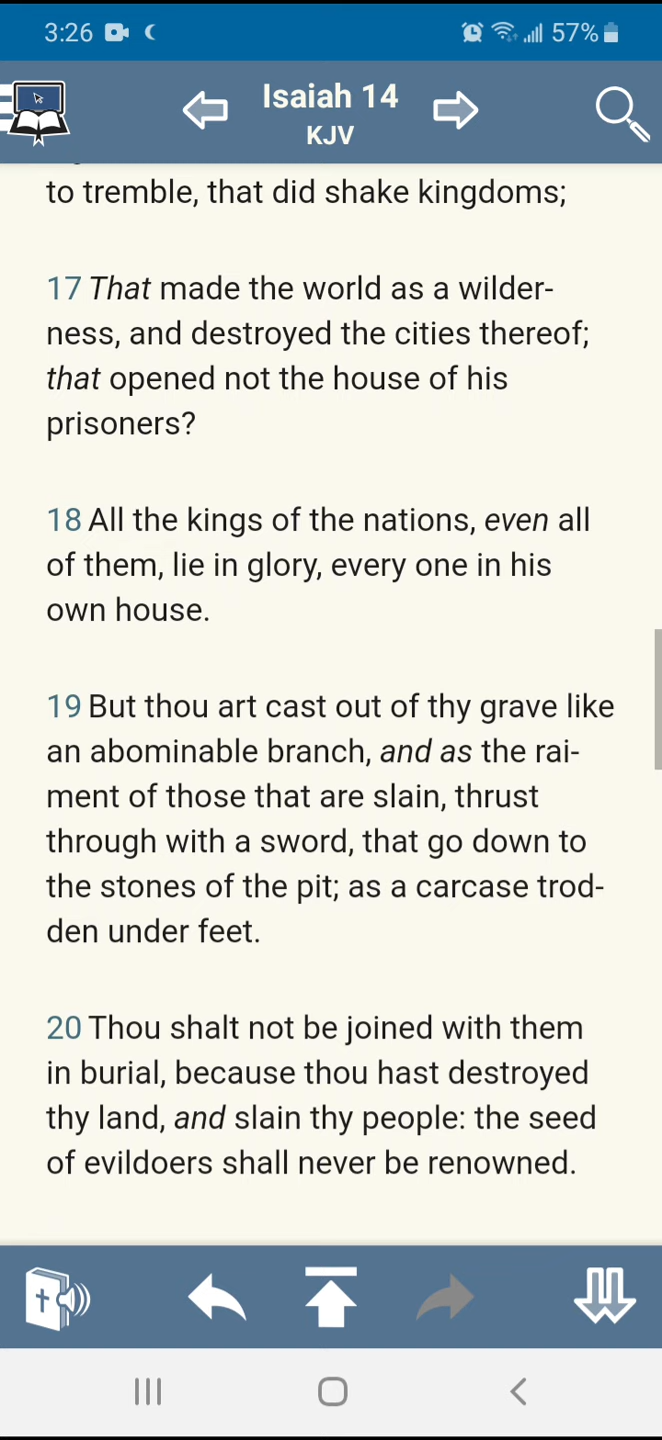 3:26
57%
Isaiah 14
KJV
to tremble, that did shake kingdoms;
17 That made the world as a wilder-
ness, and destroyed the cities thereof;
that opened not the house of his
prisoners?
18 All the kings of the nations, even all
of them, lie in glory, every one in his
own house.
19 But thou art cast out of thy grave like
an abominable branch, and as the rai-
ment of those that are slain, thrust
through with a sword, that go down to
the stones of the pit; as a carcase trod-
den under feet.
20 Thou shalt not be joined with them
in burial, because thou hast destroyed
thy land, and slain thy people: the seed
of evildoers shall never be renowned.